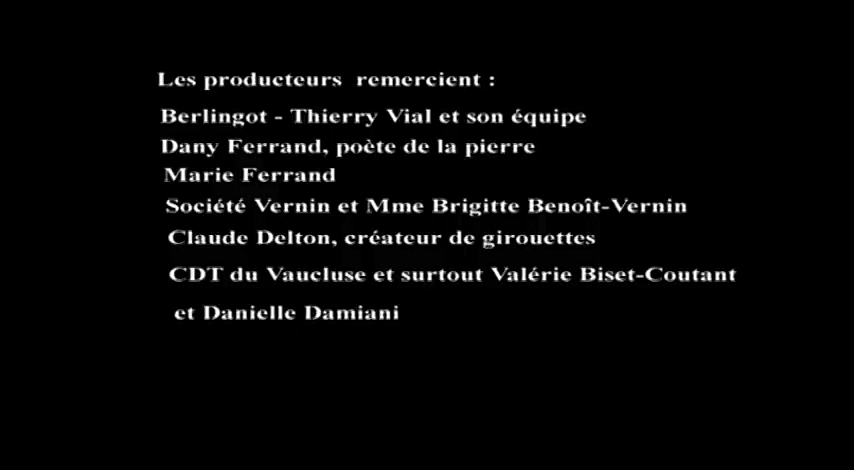 Les producteurs remercient :
Berlingot - Thierry Vial et son équipe
Dany Ferrand, poète de la pierre
Marie Ferrand
Société Vernin et Mme Brigitte Benoît-Vernin
Claude Delton, créateur de girouettes
CDT du Vaucluse et surtout Valérie Biset-Coutant
et Danielle Damiani